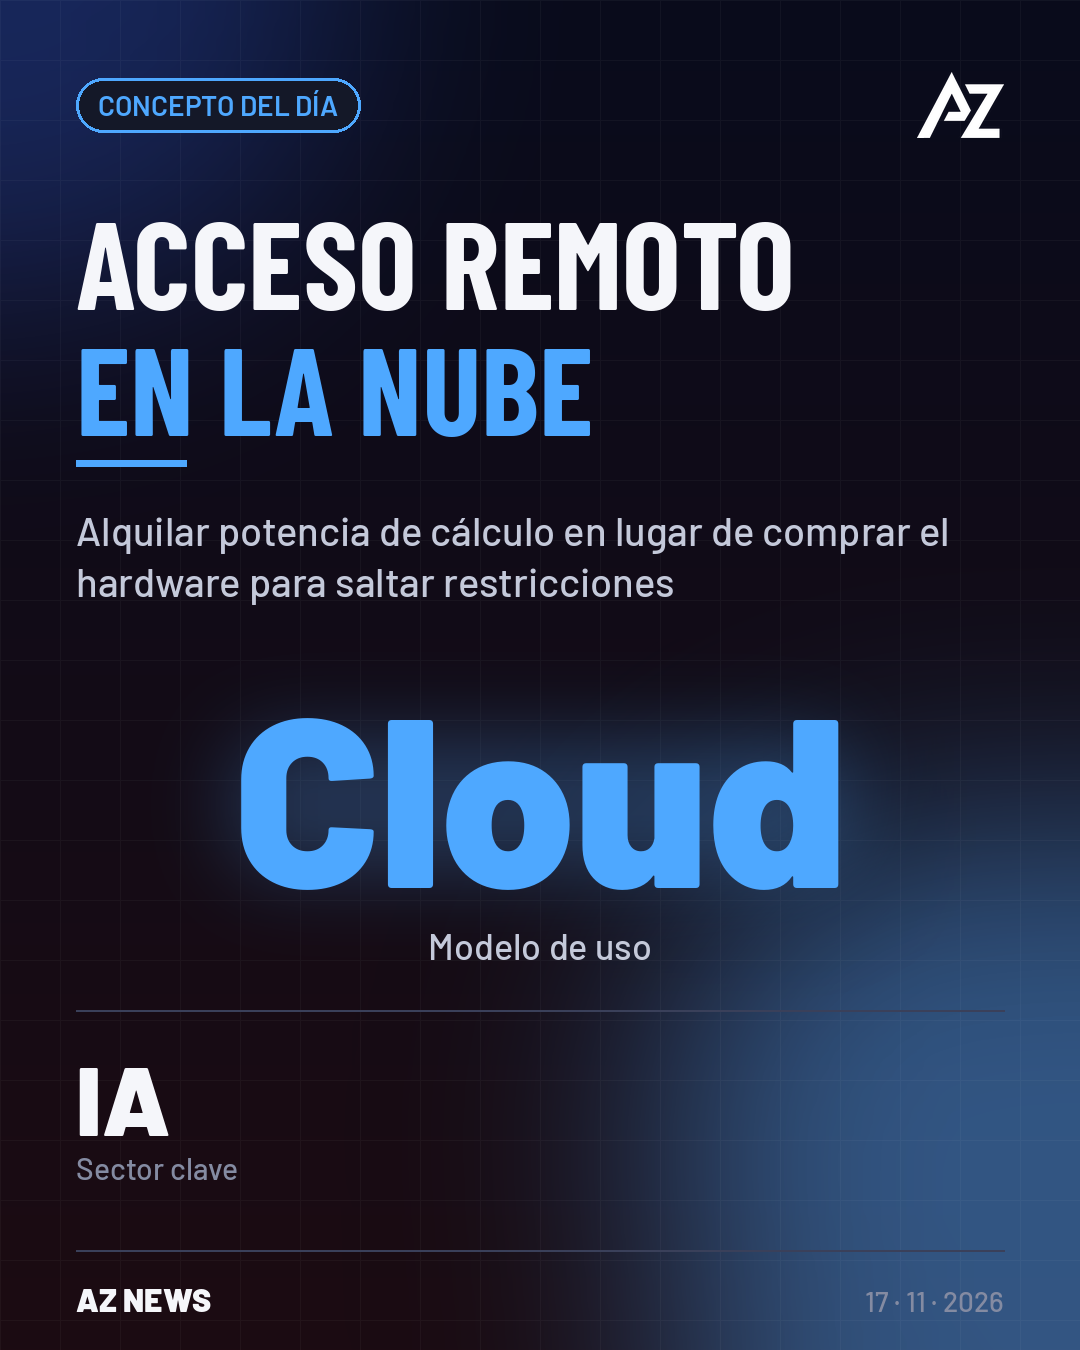 CONCEPTO DEL DÍA
AZ
ACCESO REMOTO
EN LA NUBE
Alquilar potencia de cálculo en lugar de comprar el
hardware para saltar restricciones
Cloud
Modelo de uso
IA
Sector clave
AZ NEWS
17 · 11 · 2026